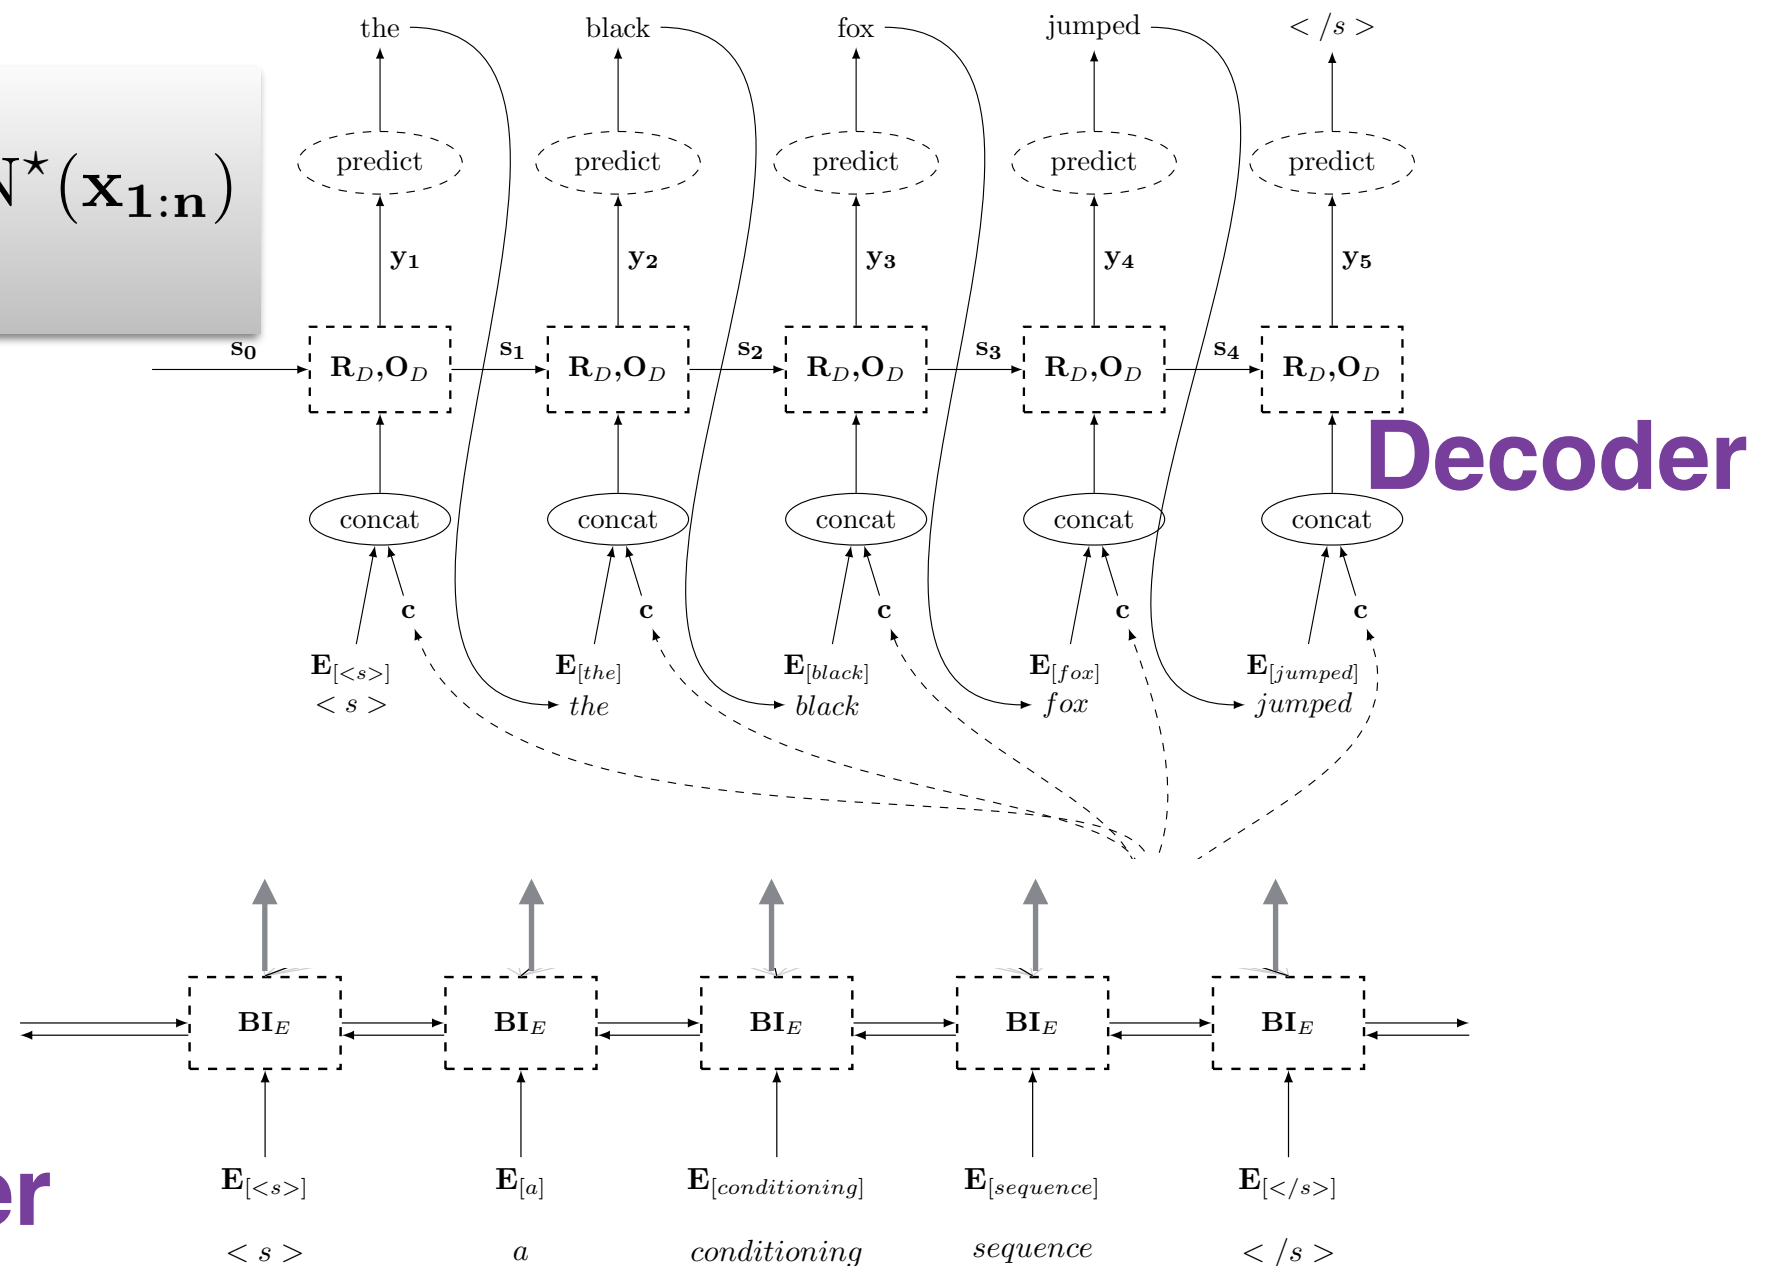 the black fox jumped < /s >
predict predict predict predict predict
N⋆(x1:n)
y1 y2 y3 y4 y5
s0 s1 s2 s3 s4
RD,OD RD,OD RD,OD RD,OD RD,OD
Decoder
concat concat concat concat concat
c c c c c
E[<s>] E[the] E[black] E[fox] E[jumped]
< s > the black fox jumped
BIE BIE BIE BIE BIE
E[<s>] E[a] E[conditioning] E[sequence] E[</s>]
er
< s > a conditioning sequence < /s >